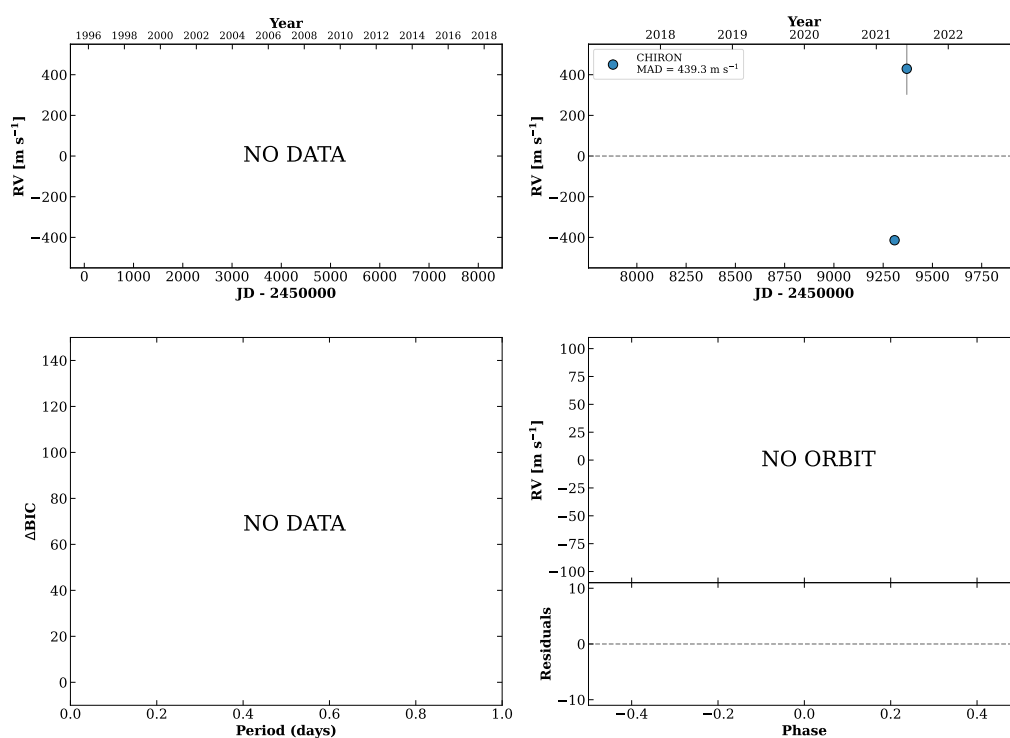 Year
1996 1998 2000 2002 2004 2006 2008 2010 2012 2014 2016 2018
RV [m s⁻¹]
400
200
0
−200
−400
NO DATA
0 1000 2000 3000 4000 5000 6000 7000 8000
JD - 2450000
Year
2018 2019 2020 2021 2022
CHIRON
MAD = 439.3 m s⁻¹
RV [m s⁻¹]
400
200
0
−200
−400
8000 8250 8500 8750 9000 9250 9500 9750
JD - 2450000
ΔBIC
140
120
100
80
60
40
20
0
NO DATA
0.0 0.2 0.4 0.6 0.8 1.0
Period (days)
RV [m s⁻¹]
100
75
50
25
0
−25
−50
−75
−100
NO ORBIT
Residuals
10
0
−10
−0.4 −0.2 0.0 0.2 0.4
Phase